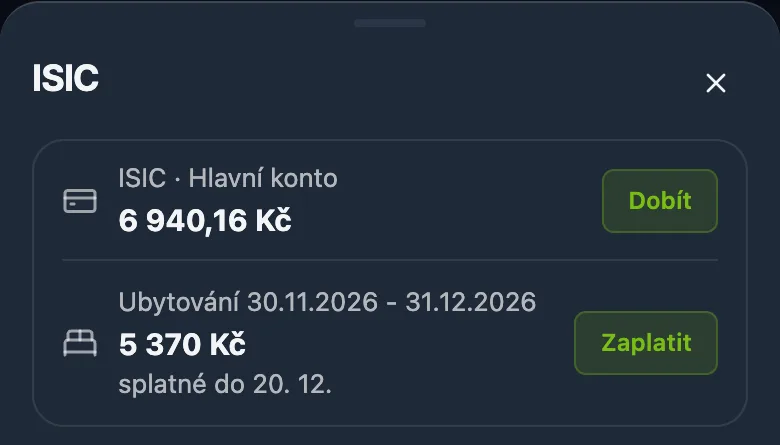 ISIC
ISIC · Hlavní konto
6 940,16 Kč
Dobít
Ubytování 30.11.2026 - 31.12.2026
5 370 Kč
splatné do 20. 12.
Zaplatit